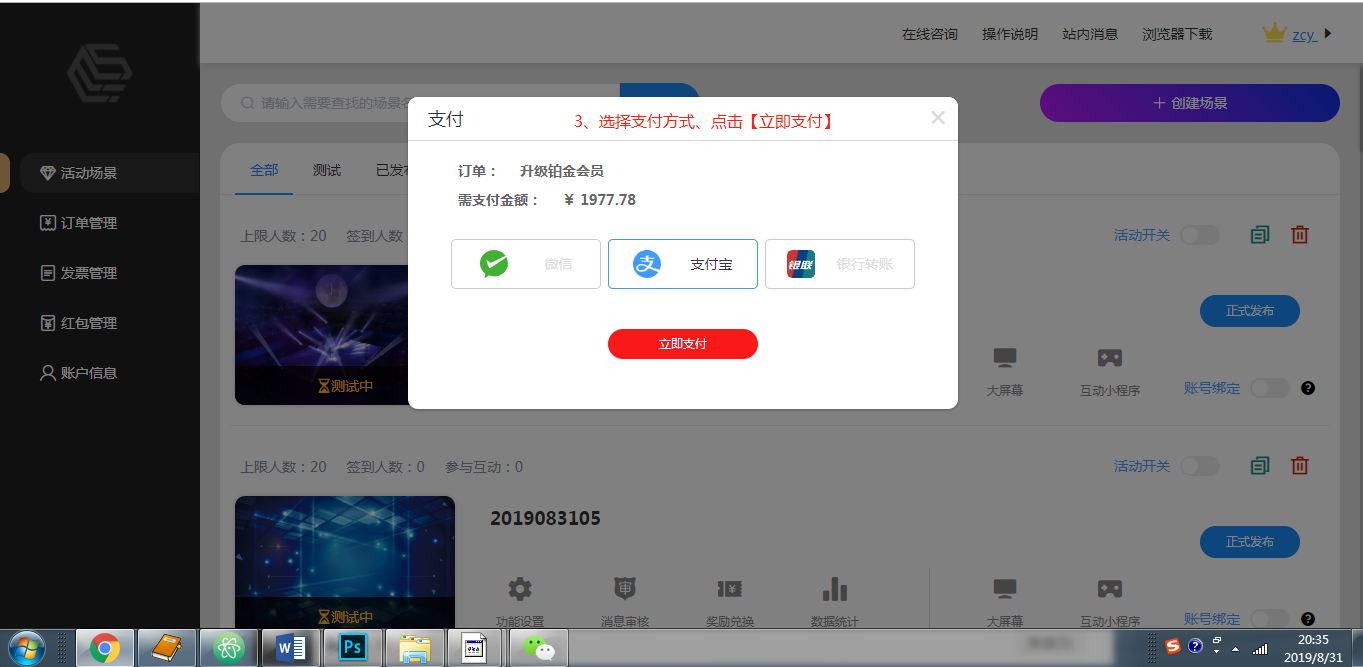 在线咨询 操作说明 站内消息 浏览器下载 zcy
请输入需要查找的场景名
+ 创建场景
支付
3、选择支付方式、点击【立即支付】
订单： 升级铂金会员
需支付金额： ¥ 1977.78
微信 支付宝 银联 银行转账
立即支付
活动场景
订单管理
发票管理
红包管理
账户信息
全部 测试 已发布
上限人数：20 签到人数
活动开关
正式发布
测试中
大屏幕 互动小程序 账号绑定
上限人数：20 签到人数：0 参与互动：0
活动开关
2019083105
正式发布
测试中
功能设置 消息审核 奖励兑换 数据统计 大屏幕 互动小程序 账号绑定
20:35
2019/8/31